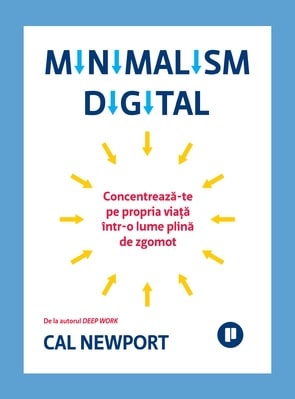 MINIMALISM
DIGITAL
Concentrează-te
pe propria viață
într-o lume plină
de zgomot
De la autorul DEEP WORK
CAL NEWPORT